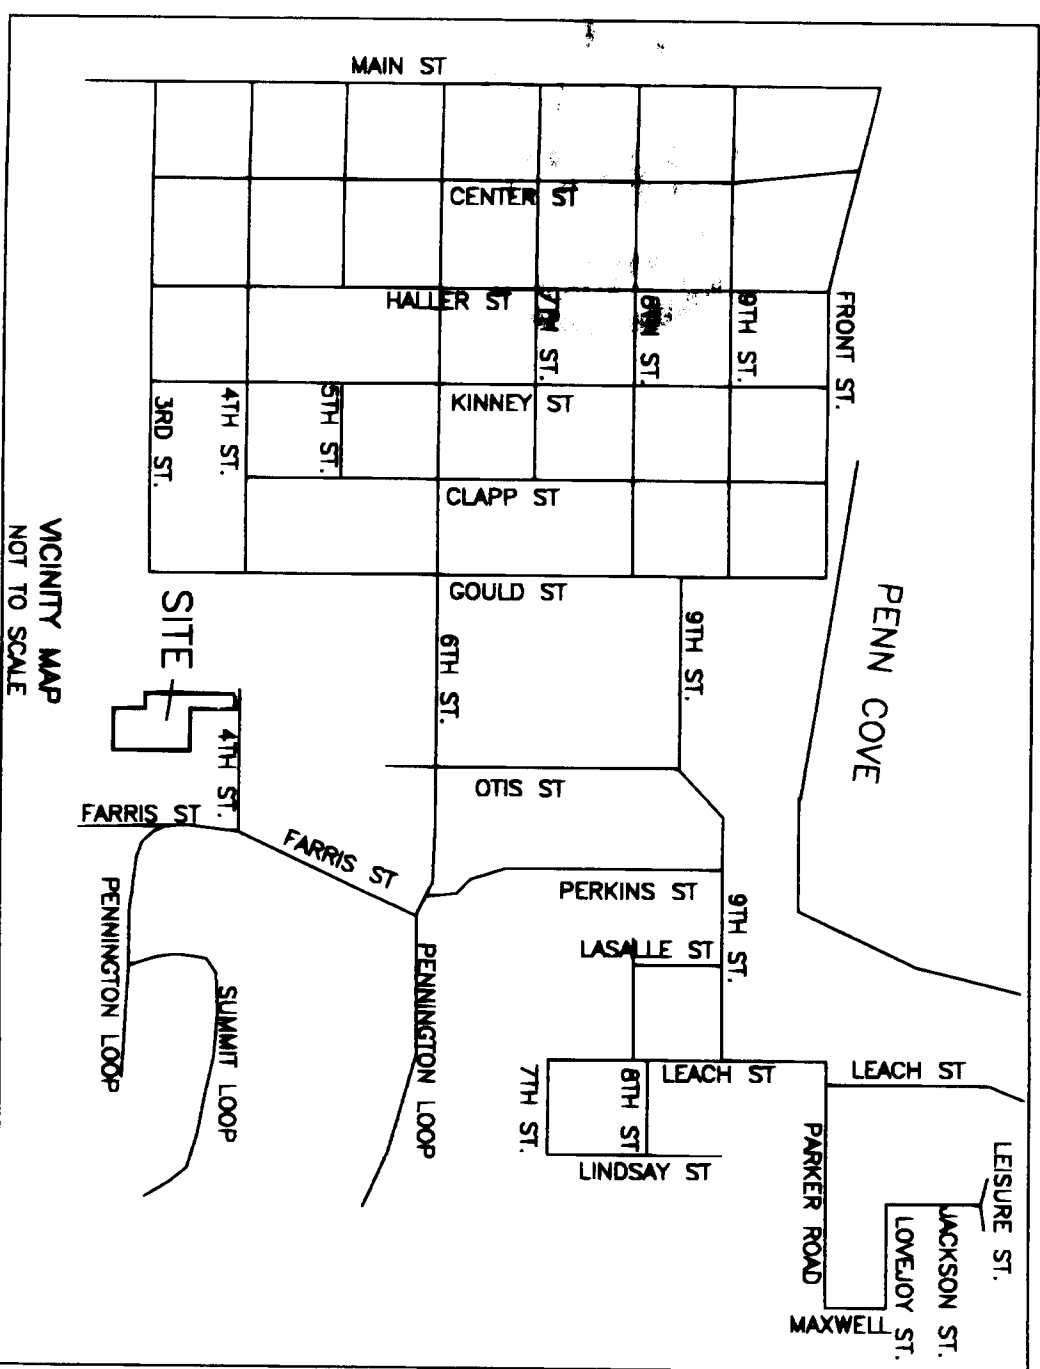 MAIN ST
CENTER ST
HALLER ST
7TH ST.
8TH ST.
9TH ST.
FRONT ST.
KINNEY ST
3RD ST.
4TH ST.
5TH ST.
CLAPP ST
GOULD ST
6TH ST.
9TH ST.
PENN COVE
SITE
VICINITY MAP
NOT TO SCALE
4TH ST.
OTIS ST
FARRIS ST
FARRIS ST
PERKINS ST
9TH ST.
LASALLE ST
PENNINGTON LOOP
SUMMIT LOOP
PENNINGTON LOOP
7TH ST.
8TH ST
LEACH ST
LEACH ST
LINDSAY ST
PARKER ROAD
LEISURE ST.
JACKSON ST.
LOVEJOY ST.
MAXWELL